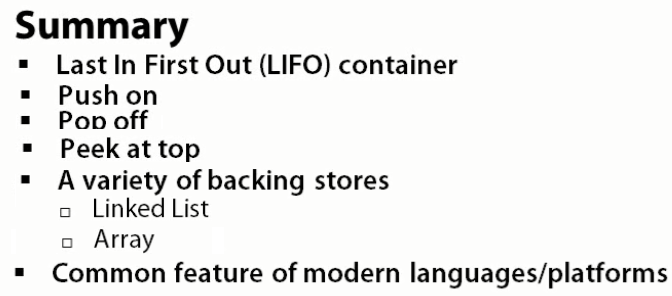 Summary
▪ Last In First Out (LIFO) container
▪ Push on
▪ Pop off
▪ Peek at top
▪ A variety of backing stores
▫ Linked List
▫ Array
▪ Common feature of modern languages/platforms